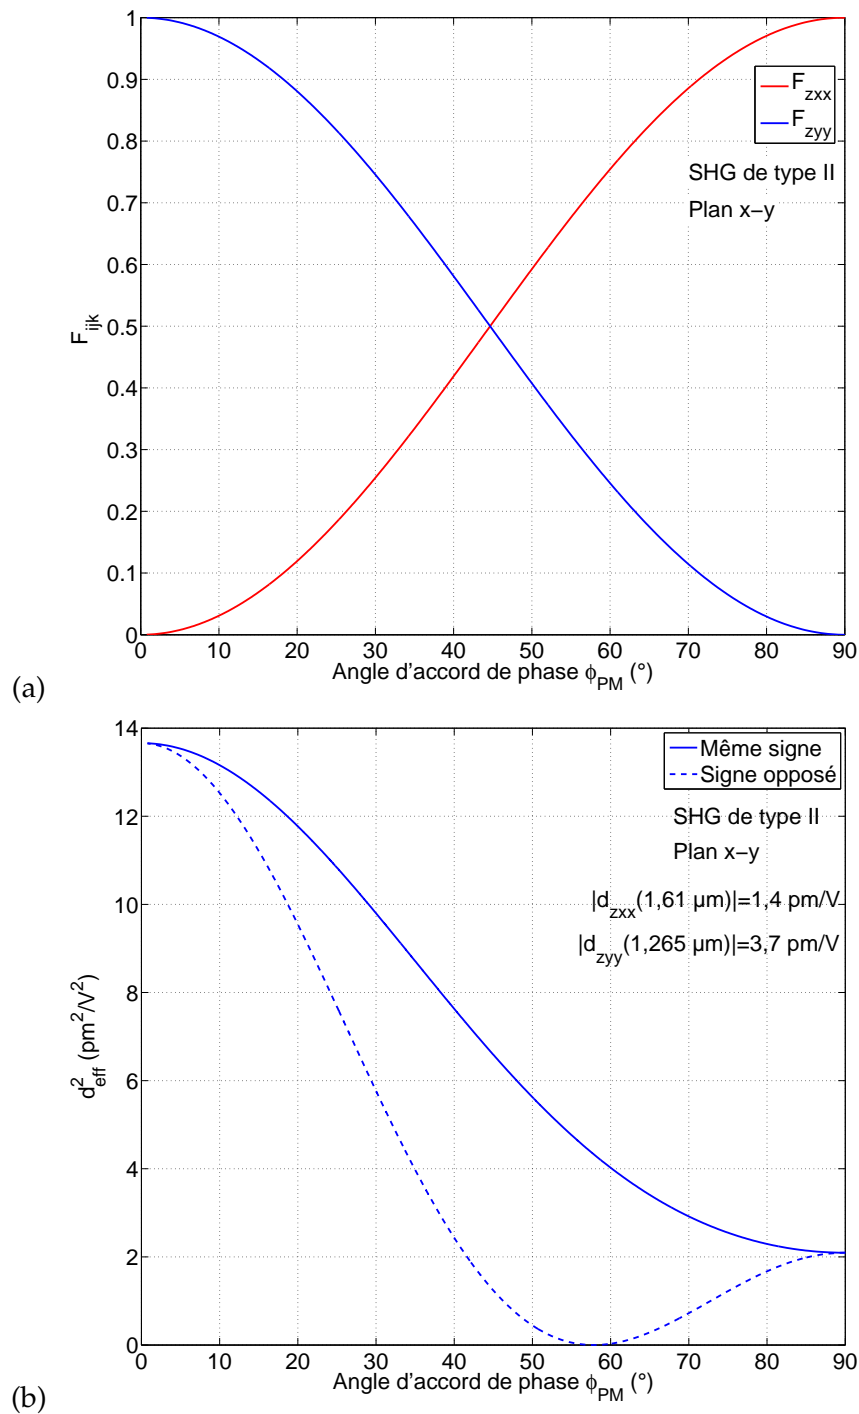 1
0.9
0.8
0.7
0.6
0.5
0.4
0.3
0.2
0.1
0
F_ijk
F_zxx
F_zyy
SHG de type II
Plan x−y
0 10 20 30 40 50 60 70 80 90
Angle d'accord de phase ϕ_PM (°)
(a)
14
12
10
8
6
4
2
0
d²_eff (pm²/V²)
Même signe
Signe opposé
SHG de type II
Plan x−y
|d_zxx(1,61 µm)|=1,4 pm/V
|d_zyy(1,265 µm)|=3,7 pm/V
0 10 20 30 40 50 60 70 80 90
Angle d'accord de phase ϕ_PM (°)
(b)